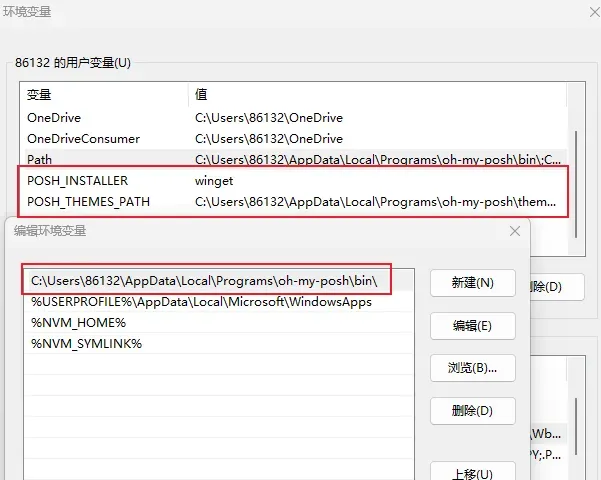 环境变量
86132 的用户变量(U)
变量 值
OneDrive C:\Users\86132\OneDrive
OneDriveConsumer C:\Users\86132\OneDrive
Path C:\Users\86132\AppData\Local\Programs\oh-my-posh\bin\;C...
POSH_INSTALLER winget
POSH_THEMES_PATH C:\Users\86132\AppData\Local\Programs\oh-my-posh\them...
编辑环境变量
C:\Users\86132\AppData\Local\Programs\oh-my-posh\bin\
新建(N)
除(D)
%USERPROFILE%\AppData\Local\Microsoft\WindowsApps
%NVM_HOME%
编辑(E)
%NVM_SYMLINK%
浏览(B)...
删除(D)
\Wb...
PY;.P...
上移(U)